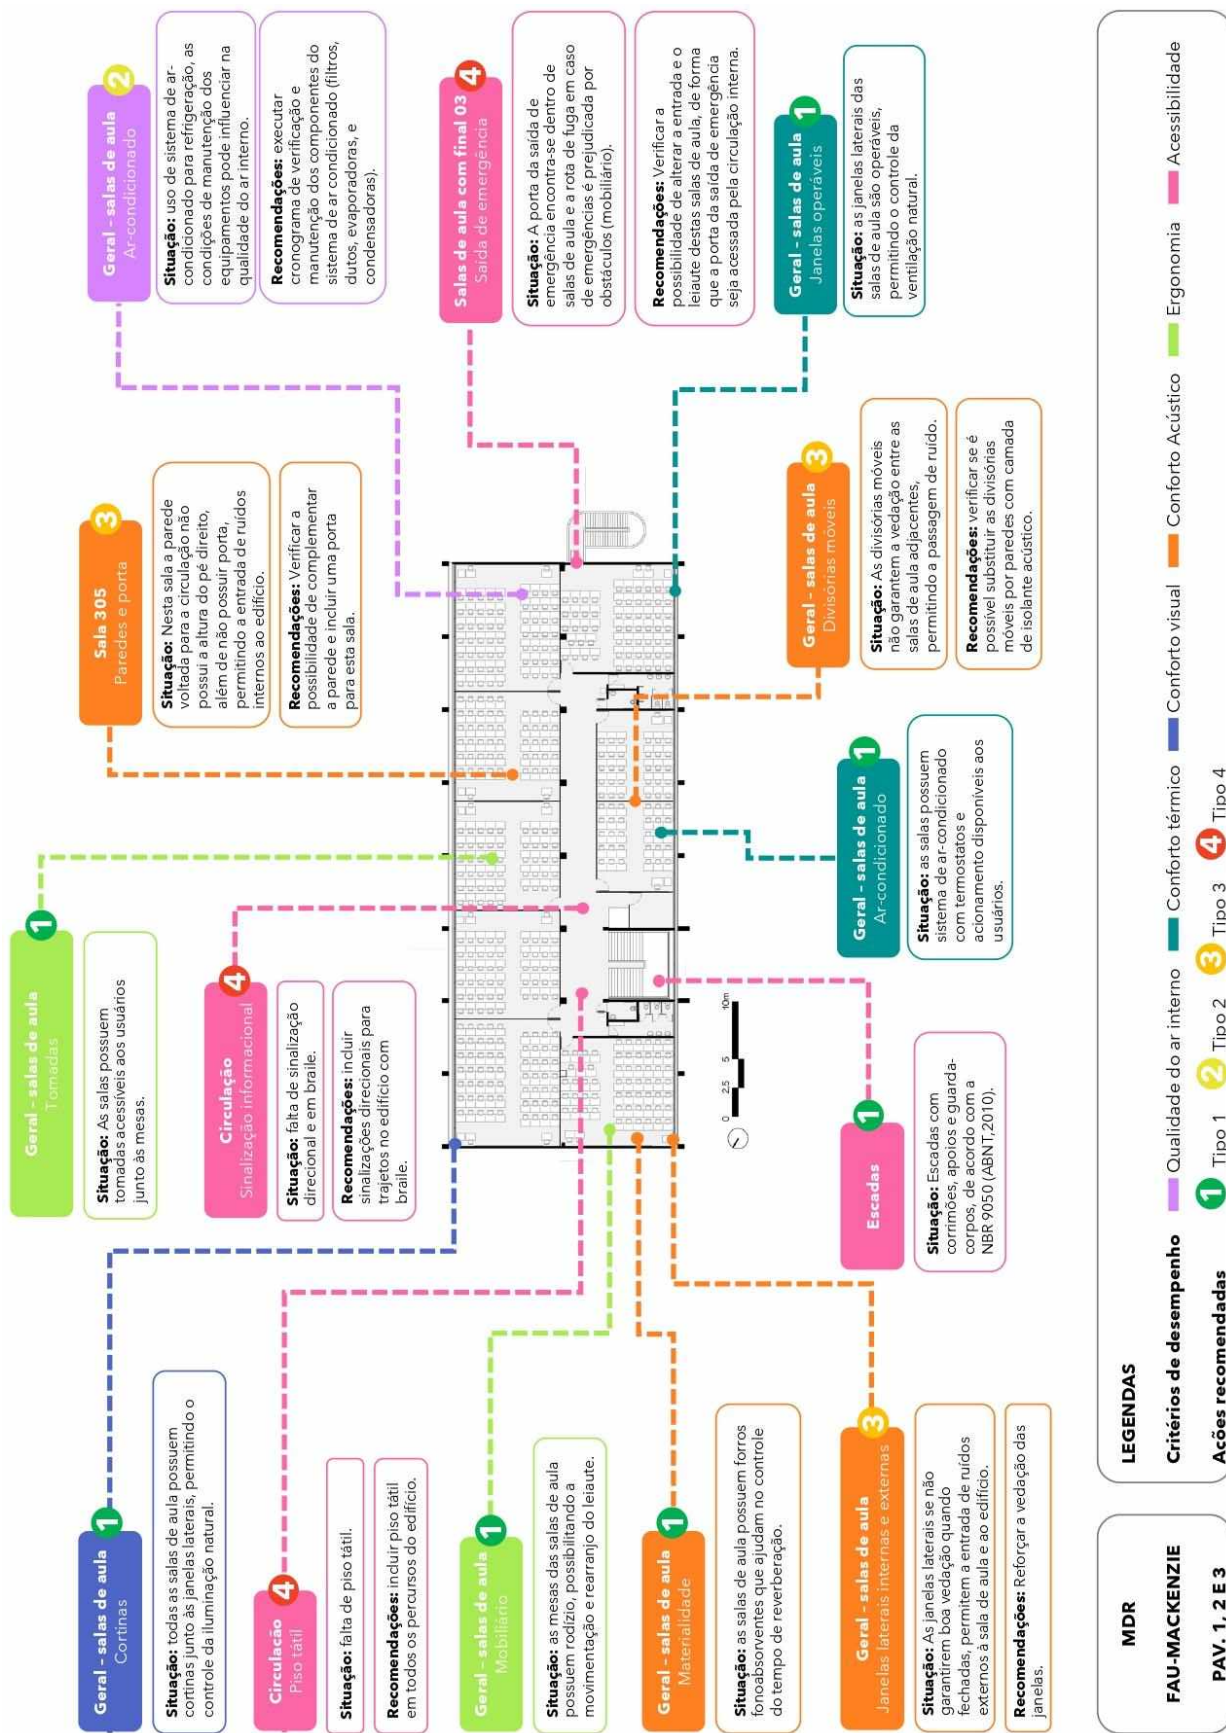 Geral – salas de aula
Cortinas
1
Situação: todas as salas de aula possuem
cortinas junto às janelas laterais, permitindo o
controle da iluminação natural.
Geral – salas de aula
Tomadas
1
Situação: As salas possuem
tomadas acessíveis aos usuários
junto às mesas.
Sala 305
Paredes e porta
3
Situação: Nesta sala a parede
voltada para a circulação não
possui a altura do pé direito,
além de não possuir porta,
permitindo a entrada de ruídos
internos ao edifício.
Recomendações: Verificar a
possibilidade de complementar
a parede e incluir uma porta
para esta sala.
Geral – salas de aula
Ar-condicionado
2
Situação: uso de sistema de ar-
condicionado para refrigeração, as
condições de manutenção dos
equipamentos pode influenciar na
qualidade do ar interno.
Recomendações: executar
cronograma de verificação e
manutenção dos componentes do
sistema de ar condicionado (filtros,
dutos, evaporadoras, e
condensadoras).
Circulação
Piso tátil
4
Situação: falta de piso tátil.
Recomendações: incluir piso tátil
em todos os percursos do edifício.
Circulação
Sinalização informacional
4
Situação: falta de sinalização
direcional e em braile.
Recomendações: incluir
sinalizações direcionais para
trajetos no edifício com
braile.
Salas de aula com final 03
Saída de emergência
4
Situação: A porta da saída de
emergência encontra-se dentro de
salas de aula e a rota de fuga em caso
de emergências é prejudicada por
obstáculos (mobiliário).
Recomendações: Verificar a
possibilidade de alterar a entrada e o
leiaute destas salas de aula, de forma
que a porta da saída de emergência
seja acessada pela circulação interna.
Geral – salas de aula
Mobiliário
1
Situação: as mesas das salas de aula
possuem rodízio, possibilitando a
movimentação e rearranjo do leiaute.
Geral – salas de aula
Materialidade
1
Situação: as salas de aula possuem forros
fonoabsorventes que ajudam no controle
do tempo de reverberação.
0 2.5 5 10m
Geral – salas de aula
Janelas laterais internas e externas
3
Situação: As janelas laterais se não
garantirem boa vedação quando
fechadas, permitem a entrada de ruídos
externos à sala de aula e ao edifício.
Recomendações: Reforçar a vedação das
janelas.
Escadas
1
Situação: Escadas com
corrimões, apoios e guarda-
corpos, de acordo com a
NBR 9050 (ABNT,2010).
Geral – salas de aula
Ar-condicionado
1
Situação: as salas possuem
sistema de ar-condicionado
com termostatos e
acionamento disponíveis aos
usuários.
Geral – salas de aula
Divisórias móveis
3
Situação: As divisórias móveis
não garantem a vedação entre as
salas de aula adjacentes,
permitindo a passagem de ruído.
Recomendações: verificar se é
possível substituir as divisórias
móveis por paredes com camada
de isolante acústico.
Geral – salas de aula
Janelas operáveis
1
Situação: as janelas laterais das
salas de aula são operáveis,
permitindo o controle da
ventilação natural.
MDR
FAU-MACKENZIE
PAV. 1, 2 E 3
LEGENDAS
Critérios de desempenho Qualidade do ar interno Conforto térmico Conforto visual Conforto Acústico Ergonomia Acessibilidade
Ações recomendadas 1 Tipo 1 2 Tipo 2 3 Tipo 3 4 Tipo 4